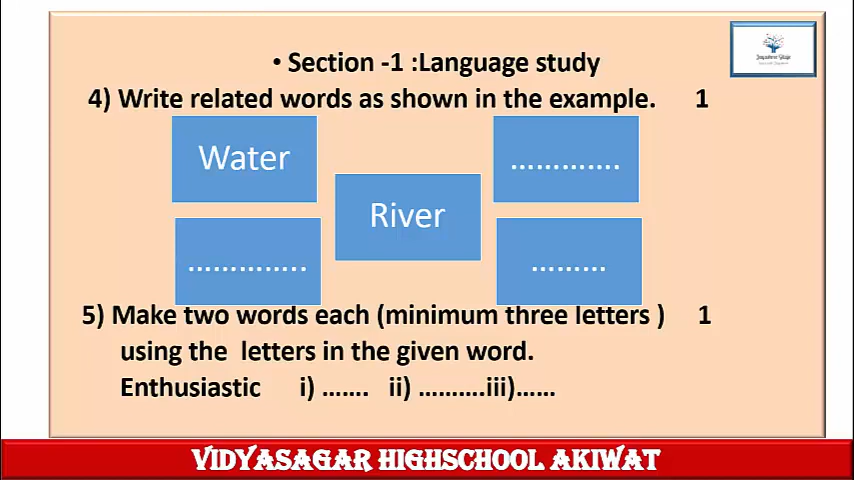 • Section -1 :Language study
4) Write related words as shown in the example. 1
Water
.............
River
..............
.........
5) Make two words each (minimum three letters ) 1
using the letters in the given word.
Enthusiastic i) ....... ii) ..........iii)......
VIDYASAGAR HIGHSCHOOL AKIWAT